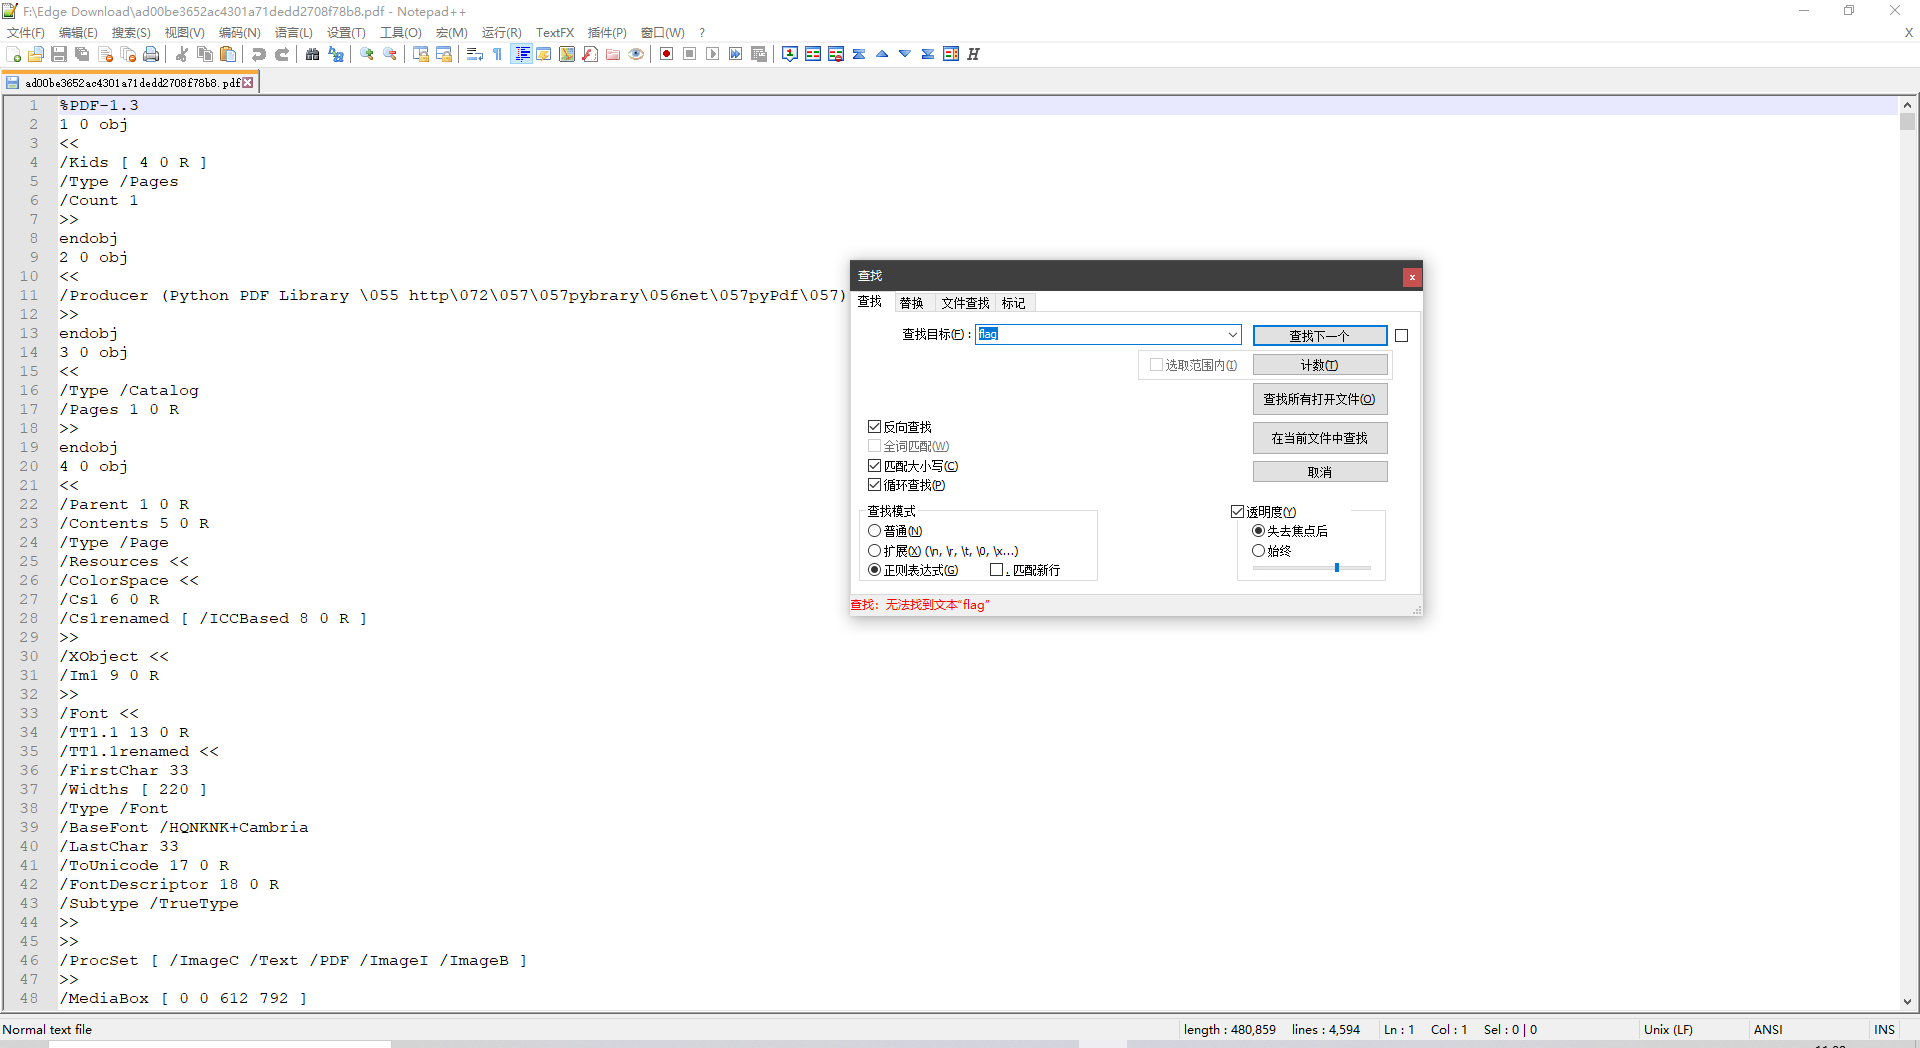 F:\Edge Download\ad00be3652ac4301a71dedd2708f78b8.pdf - Notepad++
文件(F) 编辑(E) 搜索(S) 视图(V) 编码(N) 语言(L) 设置(T) 工具(O) 宏(M) 运行(R) TextFX 插件(P) 窗口(W) ? X
ad00be3652ac4301a71dedd2708f78b8.pdf
1 %PDF-1.3
2 1 0 obj
3 <<
4 /Kids [ 4 0 R ]
5 /Type /Pages
6 /Count 1
7 >>
8 endobj
9 2 0 obj
10 <<
11 /Producer (Python PDF Library \055 http\072\057\057pybrary\056net\057pyPdf\057)
12 >>
13 endobj
14 3 0 obj
15 <<
16 /Type /Catalog
17 /Pages 1 0 R
18 >>
19 endobj
20 4 0 obj
21 <<
22 /Parent 1 0 R
23 /Contents 5 0 R
24 /Type /Page
25 /Resources <<
26 /ColorSpace <<
27 /Cs1 6 0 R
28 /Cs1renamed [ /ICCBased 8 0 R ]
29 >>
30 /XObject <<
31 /Im1 9 0 R
32 >>
33 /Font <<
34 /TT1.1 13 0 R
35 /TT1.1renamed <<
36 /FirstChar 33
37 /Widths [ 220 ]
38 /Type /Font
39 /BaseFont /HQNKNK+Cambria
40 /LastChar 33
41 /ToUnicode 17 0 R
42 /FontDescriptor 18 0 R
43 /Subtype /TrueType
44 >>
45 >>
46 /ProcSet [ /ImageC /Text /PDF /ImageI /ImageB ]
47 >>
48 /MediaBox [ 0 0 612 792 ]
查找
查找 替换 文件查找 标记
查找目标(F) : flag 查找下一个
选取范围内(I) 计数(T)
查找所有打开文件(O)
反向查找
在当前文件中查找
全词匹配(W)
匹配大小写(C)
取消
循环查找(P)
查找模式
透明度(Y)
普通(N)
失去焦点后
扩展(X) (\n, \r, \t, \0, \x...)
始终
正则表达式(G) . 匹配新行
查找: 无法找到文本"flag"
Normal text file length : 480,859 lines : 4,594 Ln : 1 Col : 1 Sel : 0 | 0 Unix (LF) ANSI INS